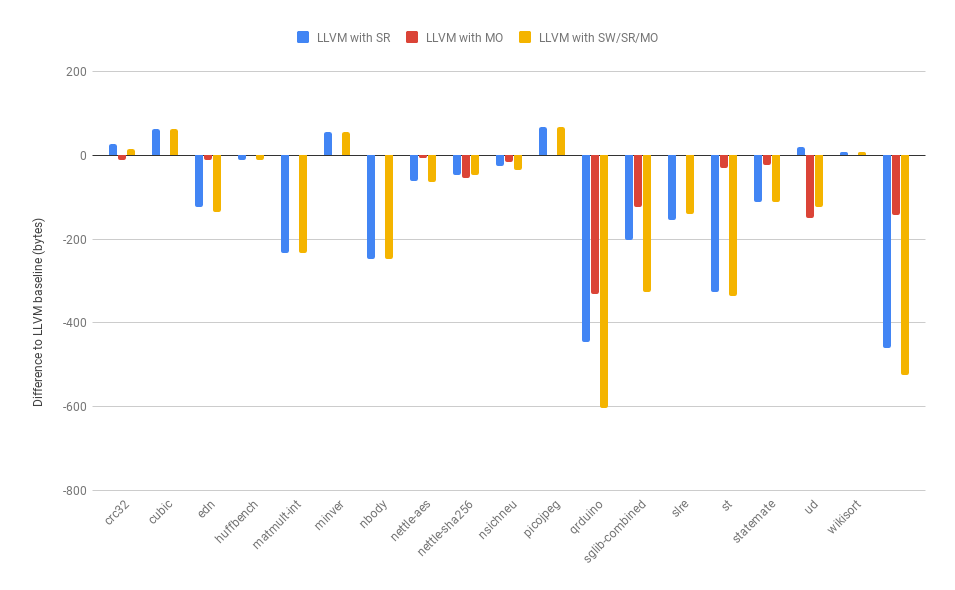 LLVM with SR LLVM with MO LLVM with SW/SR/MO
Difference to LLVM baseline (bytes)
200
0
-200
-400
-600
-800
crc32
cubic
edn
huffbench
matmult-int
minver
nbody
nettle-aes
nettle-sha256
nsichneu
picojpeg
qrduino
sglib-combined
slre
st
statemate
ud
wikisort